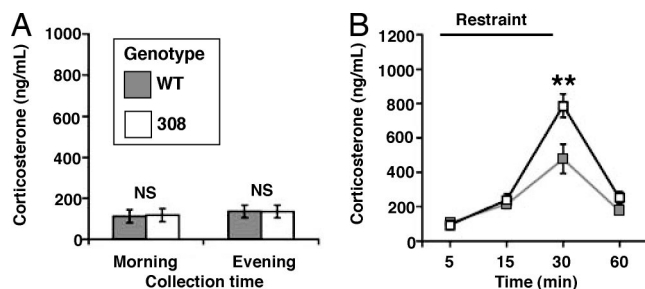 A
Corticosterone (ng/mL)
1000
800
600
400
200
0
Genotype
WT
308
NS
NS
Morning
Evening
Collection time
B
Restraint
Corticosterone (ng/mL)
1200
1000
800
600
400
200
0
**
5
15
30
60
Time (min)